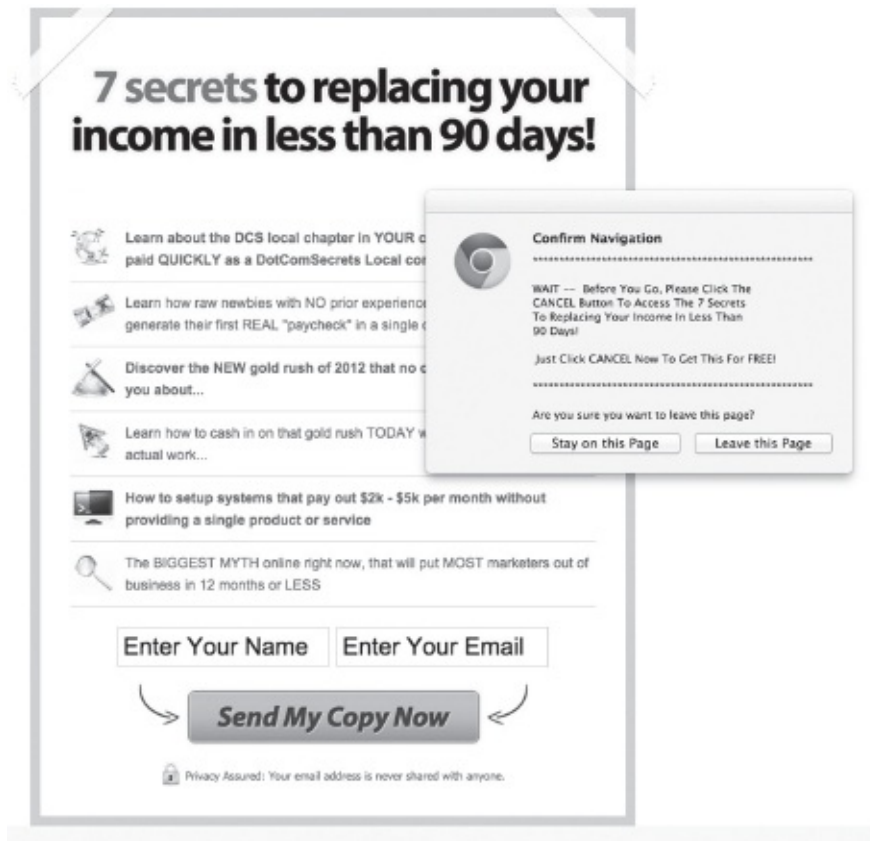 7 secrets to replacing your
income in less than 90 days!
Learn about the DCS local chapter in YOUR
paid QUICKLY as a DotComSecrets Local
Learn how raw newbies with NO prior experience
generate their first REAL "paycheck" in a single
Discover the NEW gold rush of 2012 that no
you about...
Learn how to cash in on that gold rush TODAY
actual work...
How to setup systems that pay out $2k - $5k per month without
providing a single product or service
The BIGGEST MYTH online right now, that will put MOST marketers out of
business in 12 months or LESS
Enter Your Name
Enter Your Email
Send My Copy Now
Privacy Assured: Your email address is never shared with anyone.
Confirm Navigation
WAIT -- Before You Go, Please Click The
CANCEL Button To Access The 7 Secrets
To Replacing Your Income In Less Than
90 Days!
Just Click CANCEL Now To Get This For FREE!
Are you sure you want to leave this page?
Stay on this Page
Leave this Page